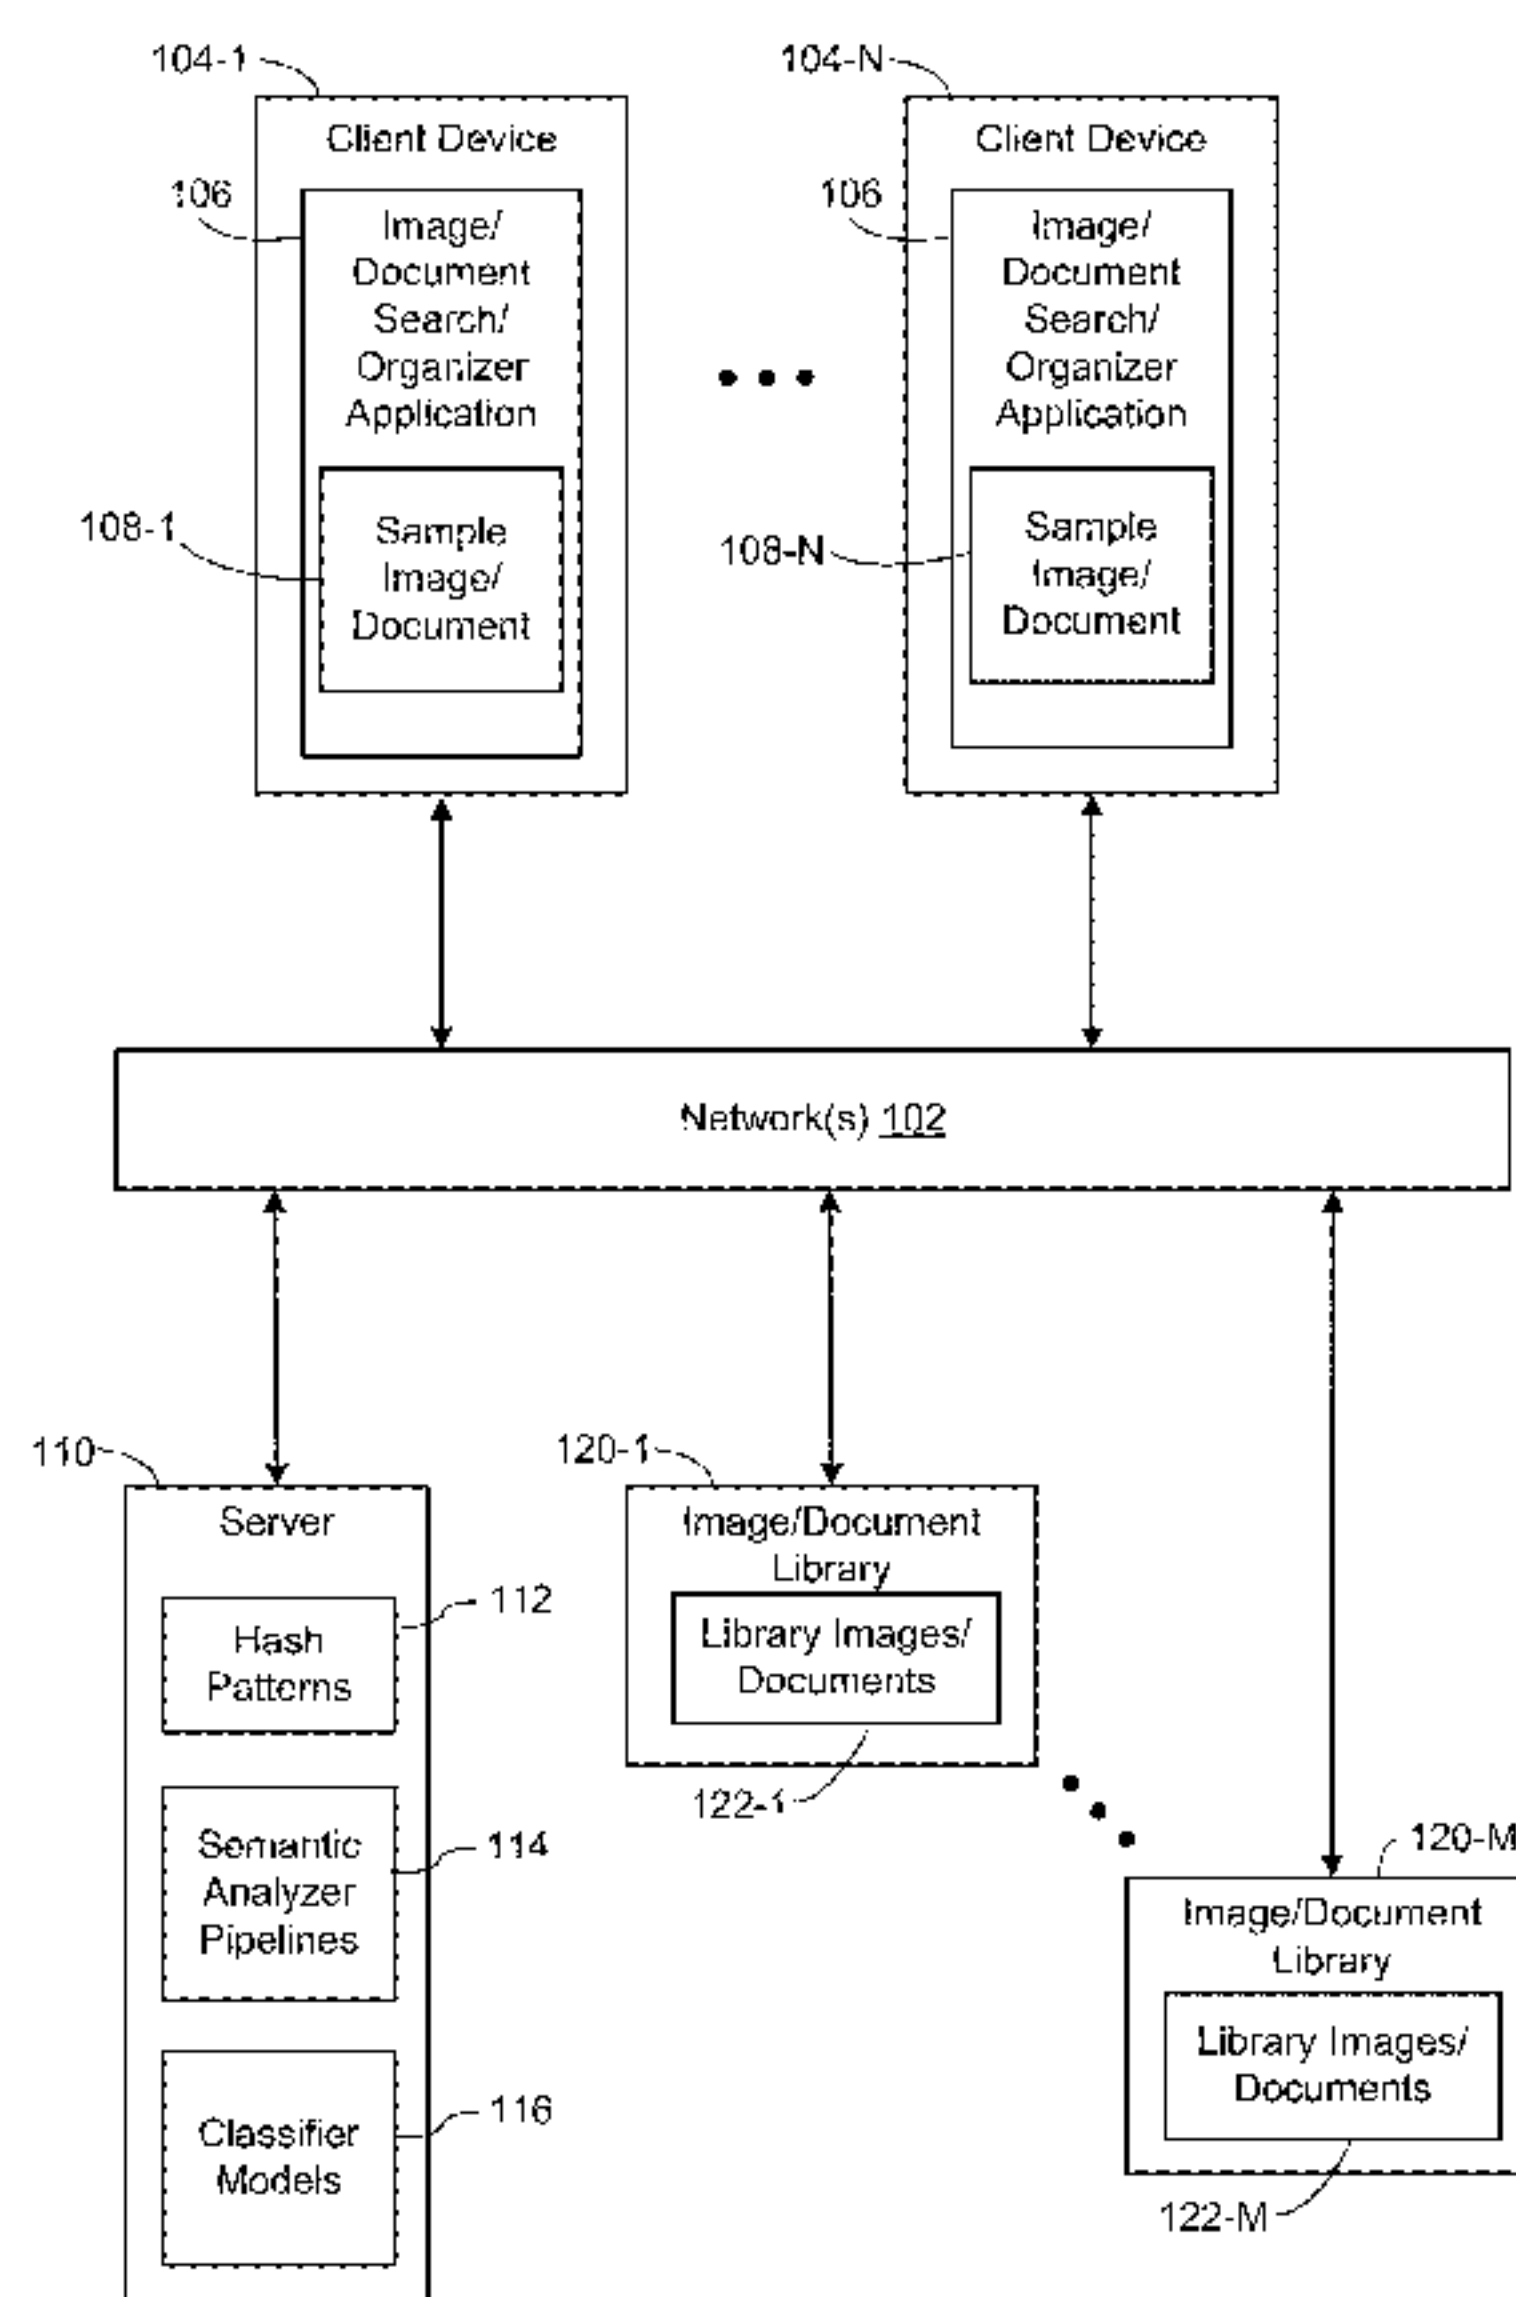 104-1
Client Device
106
Image/
Document
Search/
Organizer
Application
108-1
Sample
Image/
Document
104-N
Client Device
106
Image/
Document
Search/
Organizer
Application
108-N
Sample
Image/
Document
Network(s) 102
110
Server
Hash
Patterns
112
Semantic
Analyzer
Pipelines
114
Classifier
Models
116
120-1
Image/Document
Library
Library Images/
Documents
122-1
120-M
Image/Document
Library
Library Images/
Documents
122-M